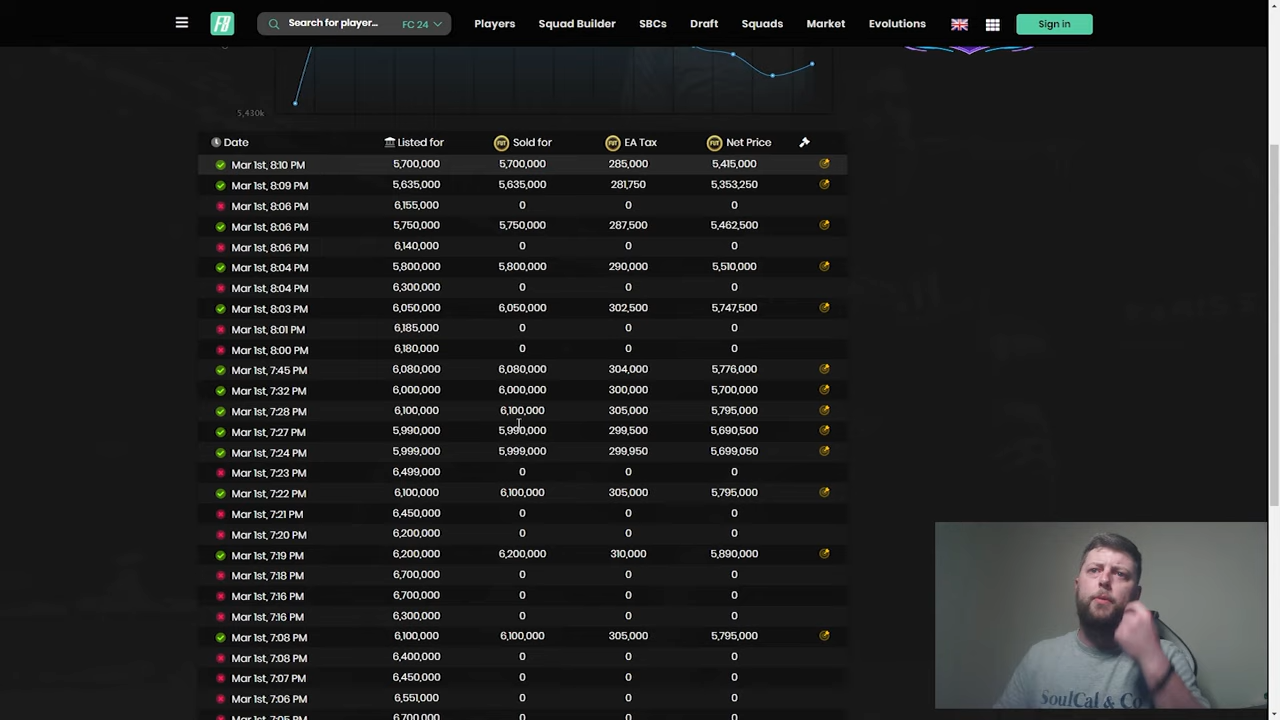 FB Search for player... FC 24 Players Squad Builder SBCs Draft Squads Market Evolutions Sign in
5,430k
Date Listed for Sold for EA Tax Net Price
Mar 1st, 8:10 PM 5,700,000 5,700,000 285,000 5,415,000
Mar 1st, 8:09 PM 5,635,000 5,635,000 281,750 5,353,250
Mar 1st, 8:06 PM 6,155,000 0 0 0
Mar 1st, 8:06 PM 5,750,000 5,750,000 287,500 5,462,500
Mar 1st, 8:06 PM 6,140,000 0 0 0
Mar 1st, 8:04 PM 5,800,000 5,800,000 290,000 5,510,000
Mar 1st, 8:04 PM 6,300,000 0 0 0
Mar 1st, 8:03 PM 6,050,000 6,050,000 302,500 5,747,500
Mar 1st, 8:01 PM 6,185,000 0 0 0
Mar 1st, 8:00 PM 6,180,000 0 0 0
Mar 1st, 7:45 PM 6,080,000 6,080,000 304,000 5,776,000
Mar 1st, 7:32 PM 6,000,000 6,000,000 300,000 5,700,000
Mar 1st, 7:28 PM 6,100,000 6,100,000 305,000 5,795,000
Mar 1st, 7:27 PM 5,990,000 5,990,000 299,500 5,690,500
Mar 1st, 7:24 PM 5,999,000 5,999,000 299,950 5,699,050
Mar 1st, 7:23 PM 6,499,000 0 0 0
Mar 1st, 7:22 PM 6,100,000 6,100,000 305,000 5,795,000
Mar 1st, 7:21 PM 6,450,000 0 0 0
Mar 1st, 7:20 PM 6,200,000 0 0 0
Mar 1st, 7:19 PM 6,200,000 6,200,000 310,000 5,890,000
Mar 1st, 7:18 PM 6,700,000 0 0 0
Mar 1st, 7:16 PM 6,700,000 0 0 0
Mar 1st, 7:16 PM 6,300,000 0 0 0
Mar 1st, 7:08 PM 6,100,000 6,100,000 305,000 5,795,000
Mar 1st, 7:08 PM 6,400,000 0 0 0
Mar 1st, 7:07 PM 6,450,000 0 0 0
Mar 1st, 7:06 PM 6,551,000 0 0 0
Mar 1st, 7:05 PM 6,700,000 0 0 0
SoulCal & Co